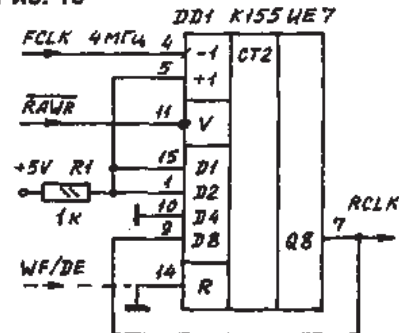 DD1 К155ИЕ7
FCLK 4МГц 4 -1 CT2
5 +1
RAWR 11 V
15 D1
+5V R1 1 D2
1к 10 D4
9 D8 Q8 7 RCLK
WF/DE 14 R